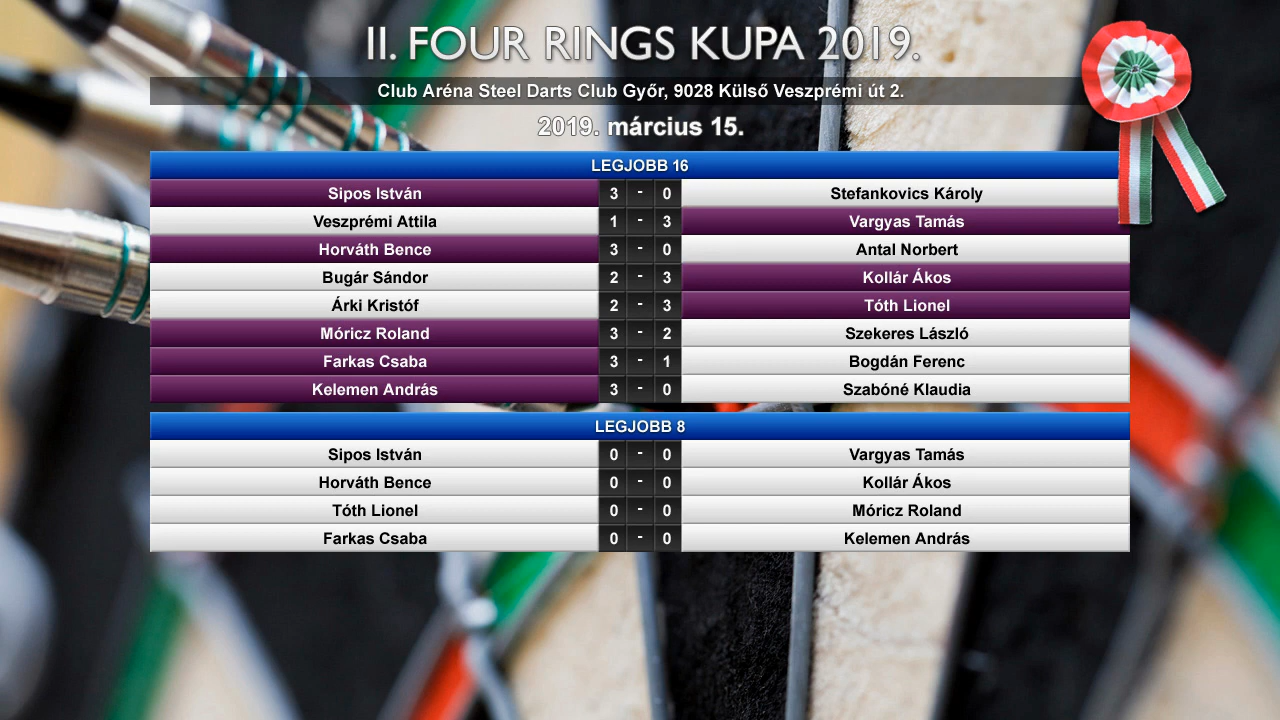 II. FOUR RINGS KUPA 2019.
Club Aréna Steel Darts Club Győr, 9028 Külső Veszprémi út 2.
2019. március 15.
LEGJOBB 16
Sipos István 3 - 0 Stefankovics Károly
Veszprémi Attila 1 - 3 Vargyas Tamás
Horváth Bence 3 - 0 Antal Norbert
Bugár Sándor 2 - 3 Kollár Ákos
Árki Kristóf 2 - 3 Tóth Lionel
Móricz Roland 3 - 2 Szekeres László
Farkas Csaba 3 - 1 Bogdán Ferenc
Kelemen András 3 - 0 Szabóné Klaudia
LEGJOBB 8
Sipos István 0 - 0 Vargyas Tamás
Horváth Bence 0 - 0 Kollár Ákos
Tóth Lionel 0 - 0 Móricz Roland
Farkas Csaba 0 - 0 Kelemen András